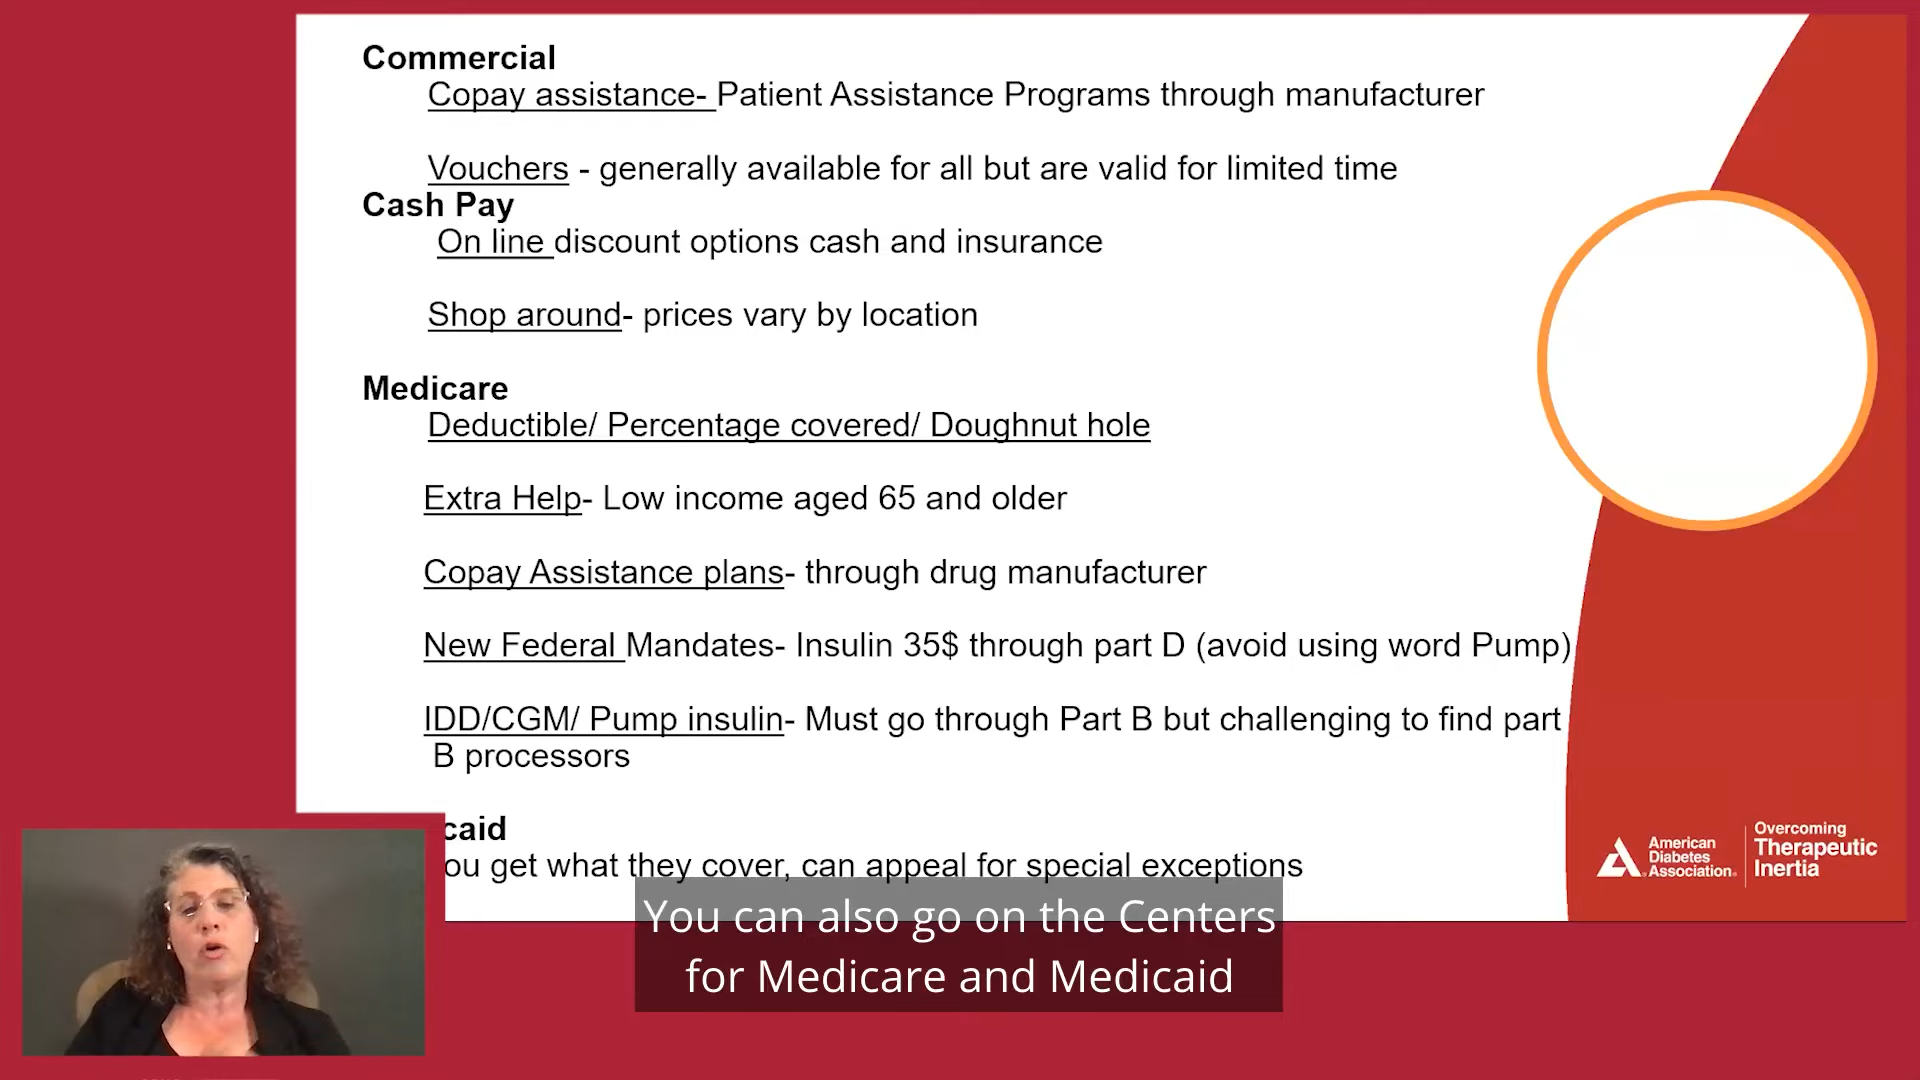 Commercial
Copay assistance- Patient Assistance Programs through manufacturer
Vouchers - generally available for all but are valid for limited time
Cash Pay
On line discount options cash and insurance
Shop around- prices vary by location
Medicare
Deductible/ Percentage covered/ Doughnut hole
Extra Help- Low income aged 65 and older
Copay Assistance plans- through drug manufacturer
New Federal Mandates- Insulin 35$ through part D (avoid using word Pump)
IDD/CGM/ Pump insulin- Must go through Part B but challenging to find part
B processors
caid
ou get what they cover, can appeal for special exceptions
American
Diabetes
Association®
Overcoming
Therapeutic
Inertia
You can also go on the Centers
for Medicare and Medicaid